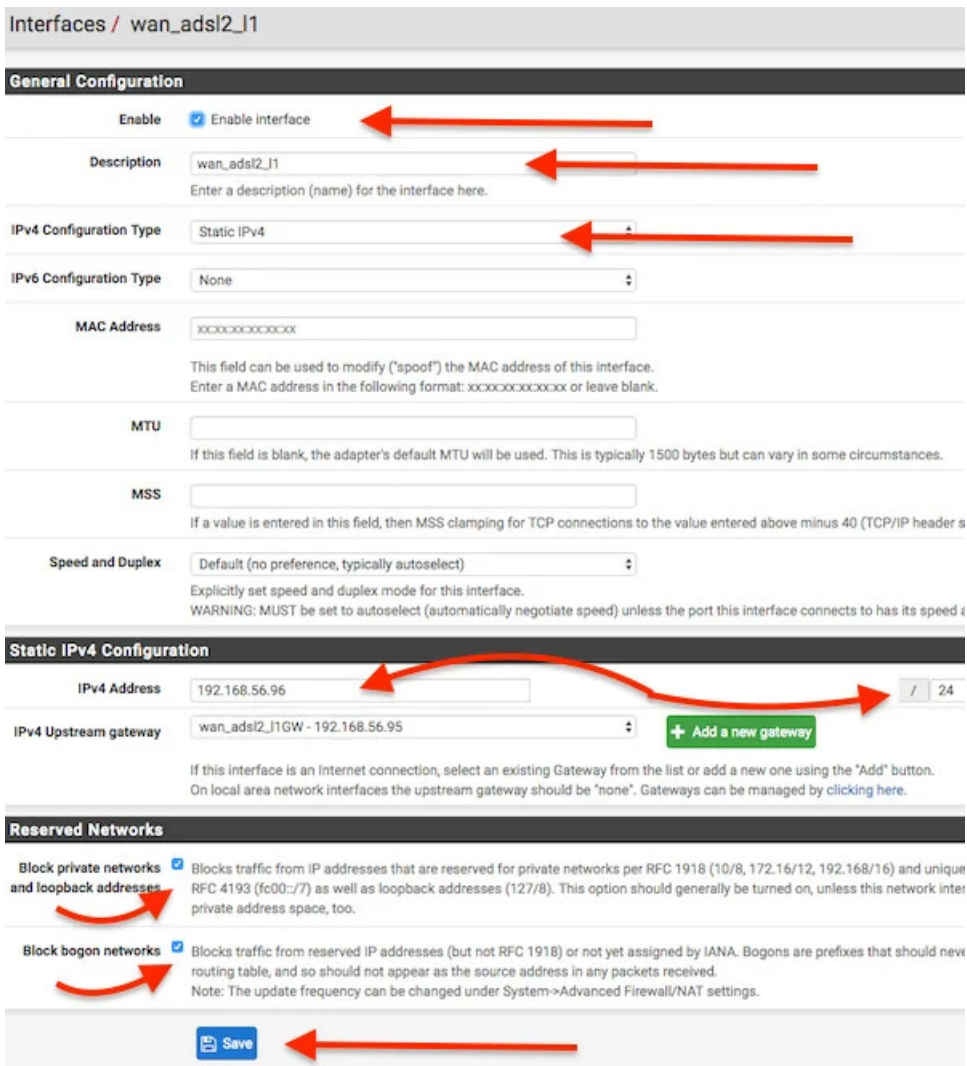 Interfaces / wan_adsl2_l1
General Configuration
Enable Enable interface
Description wan_adsl2_l1
Enter a description (name) for the interface here.
IPv4 Configuration Type Static IPv4
IPv6 Configuration Type None
MAC Address xx:xx:xx:xx:xx:xx
This field can be used to modify ("spoof") the MAC address of this interface.
Enter a MAC address in the following format: xx:xx:xx:xx:xx:xx or leave blank.
MTU
If this field is blank, the adapter's default MTU will be used. This is typically 1500 bytes but can vary in some circumstances.
MSS
If a value is entered in this field, then MSS clamping for TCP connections to the value entered above minus 40 (TCP/IP header s
Speed and Duplex Default (no preference, typically autoselect)
Explicitly set speed and duplex mode for this interface.
WARNING: MUST be set to autoselect (automatically negotiate speed) unless the port this interface connects to has its speed a
Static IPv4 Configuration
IPv4 Address 192.168.56.96 / 24
IPv4 Upstream gateway wan_adsl2_l1GW - 192.168.56.95 + Add a new gateway
If this interface is an Internet connection, select an existing Gateway from the list or add a new one using the "Add" button.
On local area network interfaces the upstream gateway should be "none". Gateways can be managed by clicking here.
Reserved Networks
Block private networks Blocks traffic from IP addresses that are reserved for private networks per RFC 1918 (10/8, 172.16/12, 192.168/16) and unique
and loopback addresses RFC 4193 (fc00::/7) as well as loopback addresses (127/8). This option should generally be turned on, unless this network inter
private address space, too.
Block bogon networks Blocks traffic from reserved IP addresses (but not RFC 1918) or not yet assigned by IANA. Bogons are prefixes that should neve
routing table, and so should not appear as the source address in any packets received.
Note: The update frequency can be changed under System->Advanced Firewall/NAT settings.
Save